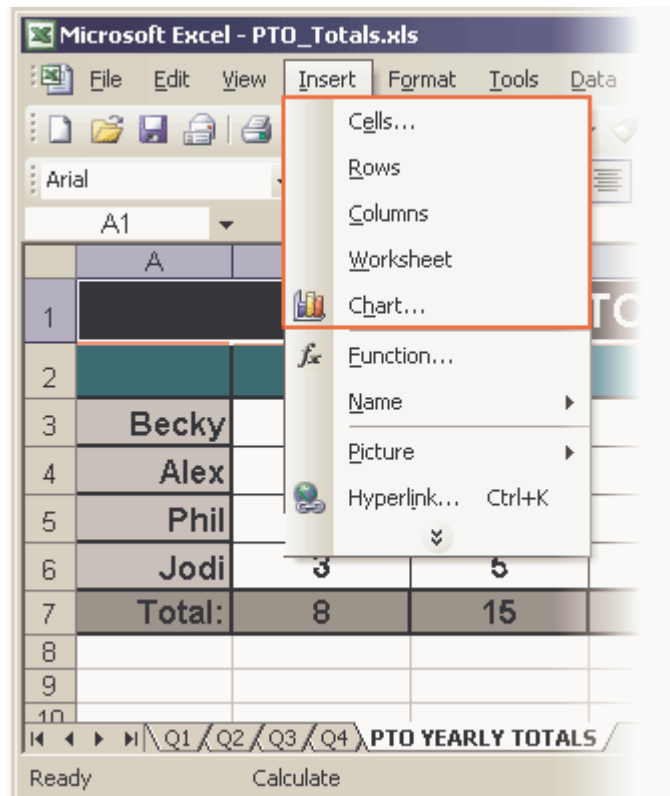 Microsoft Excel - PTO_Totals.xls
File Edit View Insert Format Tools Data
Arial
A1
Cells...
Rows
Columns
Worksheet
Chart...
fx Function...
Name
Picture
Hyperlink... Ctrl+K
A
1 TO
2
3 Becky
4 Alex
5 Phil
6 Jodi 3 5
7 Total: 8 15
8
9
10
Q1 Q2 Q3 Q4 PTO YEARLY TOTALS
Ready Calculate